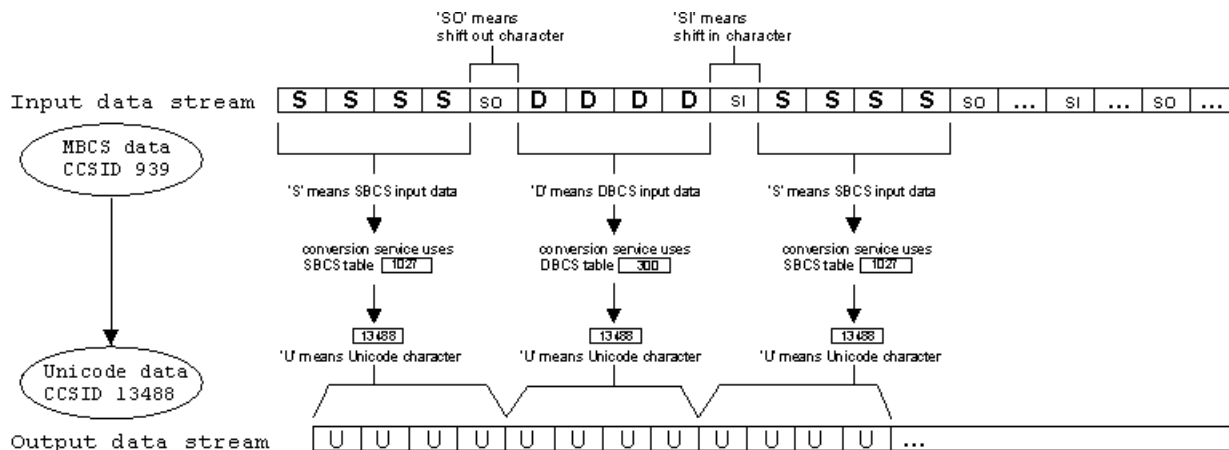 'SO' means
shift out character
'SI' means
shift in character
Input data stream S S S S SO D D D D SI S S S S SO ... SI ... SO ...
MBCS data
CCSID 939
'S' means SBCS input data
'D' means DBCS input data
'S' means SBCS input data
conversion service uses
SBCS table 1027
conversion service uses
DBCS table 300
conversion service uses
SBCS table 1027
13488
13488
13488
'U' means Unicode character
'U' means Unicode character
'U' means Unicode character
Unicode data
CCSID 13488
Output data stream U U U U U U U U U U U U ...